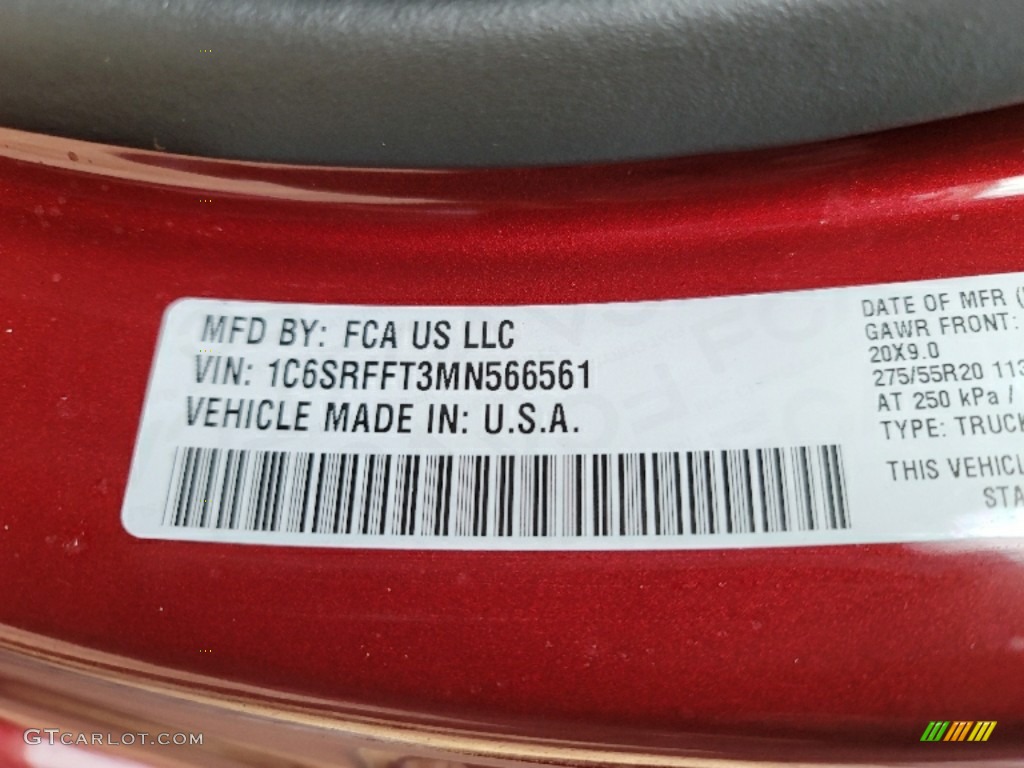 MFD BY: FCA US LLC
VIN: 1C6SRFFT3MN566561
VEHICLE MADE IN: U.S.A.
DATE OF MFR (
GAWR FRONT:
20X9.0
275/55R20 113
AT 250 kPa /
TYPE: TRUCK
THIS VEHICL
STA
GTCARLOT.COM